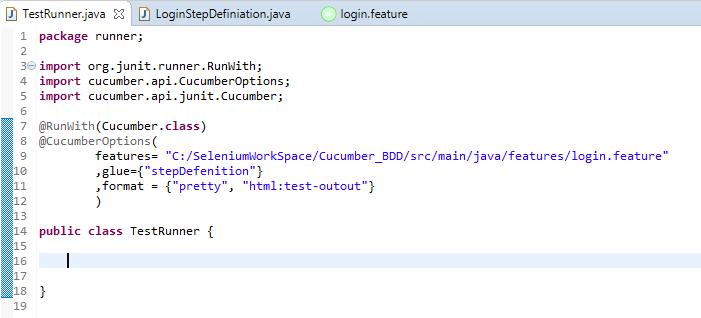 TestRunner.java LoginStepDefiniation.java login.feature
1 package runner;
2
3 import org.junit.runner.RunWith;
4 import cucumber.api.CucumberOptions;
5 import cucumber.api.junit.Cucumber;
6
7 @RunWith(Cucumber.class)
8 @CucumberOptions(
9 features= "C:/SeleniumWorkSpace/Cucumber_BDD/src/main/java/features/login.feature"
10 ,glue={"stepDefenition"}
11 ,format = {"pretty", "html:test-outout"}
12 )
13
14 public class TestRunner {
15
16
17
18 }
19